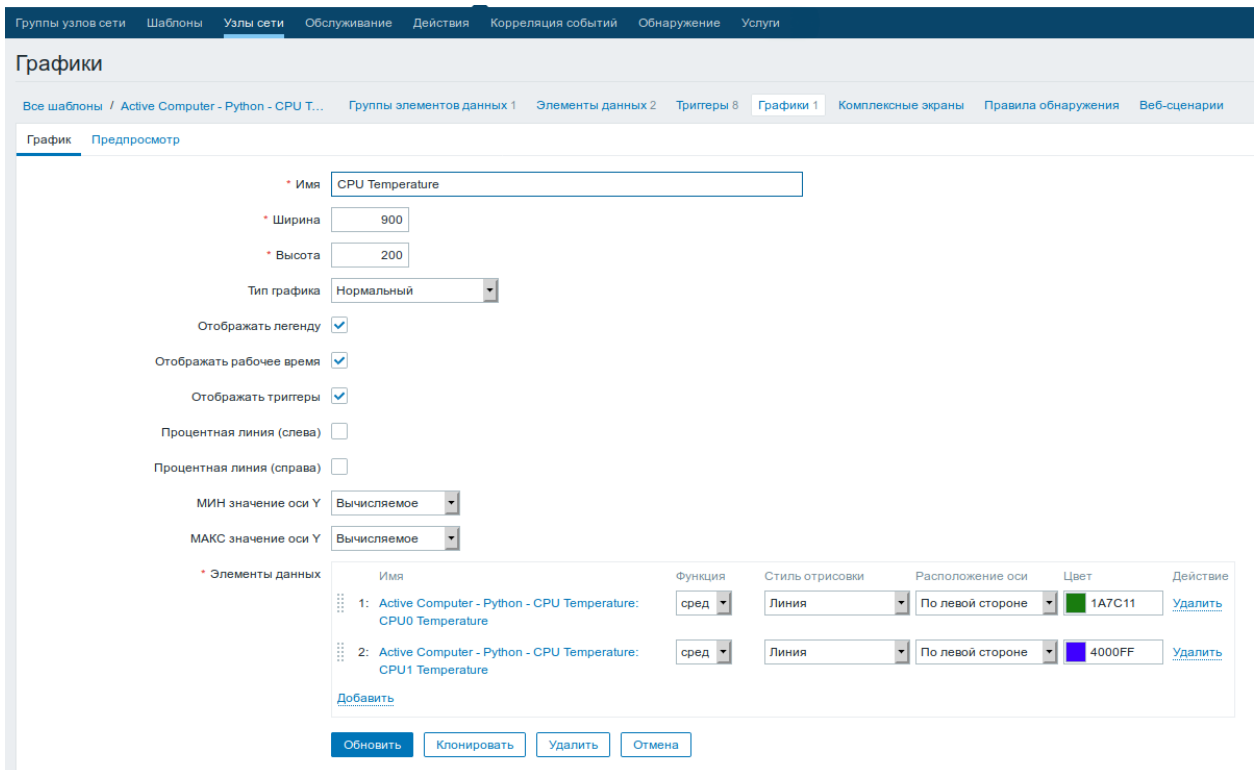 Группы узлов сети Шаблоны Узлы сети Обслуживание Действия Корреляция событий Обнаружение Услуги
Графики
Все шаблоны / Active Computer - Python - CPU T... Группы элементов данных 1 Элементы данных 2 Триггеры 8 Графики 1 Комплексные экраны Правила обнаружения Веб-сценарии
График Предпросмотр
* Имя CPU Temperature
* Ширина 900
* Высота 200
Тип графика Нормальный
Отображать легенду
Отображать рабочее время
Отображать триггеры
Процентная линия (слева)
Процентная линия (справа)
МИН значение оси Y Вычисляемое
МАКС значение оси Y Вычисляемое
* Элементы данных Имя Функция Стиль отрисовки Расположение оси Цвет Действие
1: Active Computer - Python - CPU Temperature: сред Линия По левой стороне 1A7C11 Удалить
CPU0 Temperature
2: Active Computer - Python - CPU Temperature: сред Линия По левой стороне 4000FF Удалить
CPU1 Temperature
Добавить
Обновить Клонировать Удалить Отмена